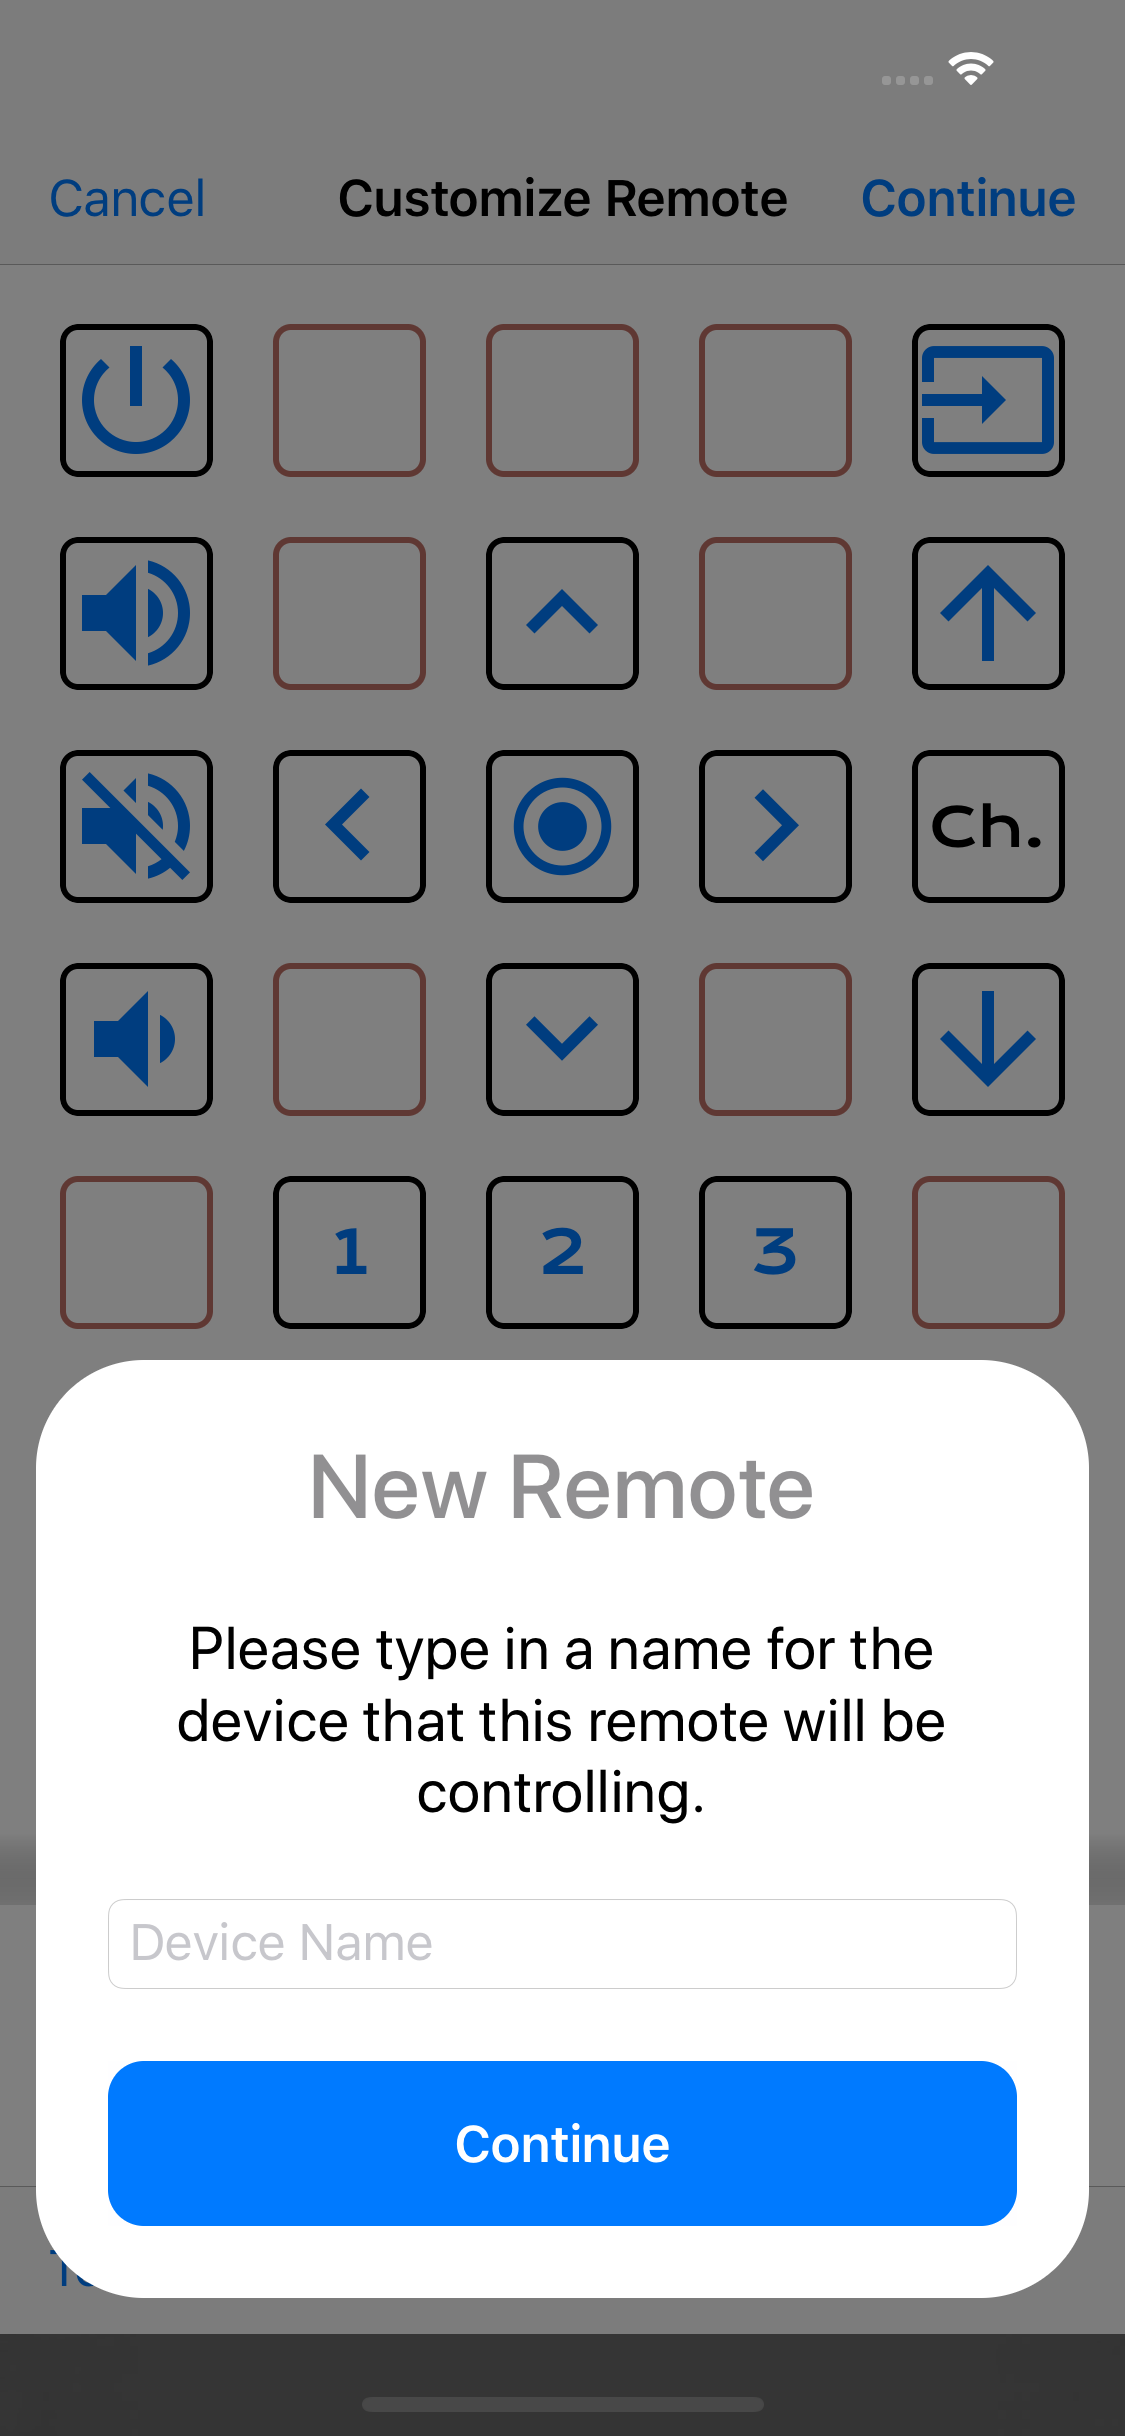 Cancel Customize Remote Continue
Ch.
1 2 3
New Remote
Please type in a name for the
device that this remote will be
controlling.
Device Name
Continue